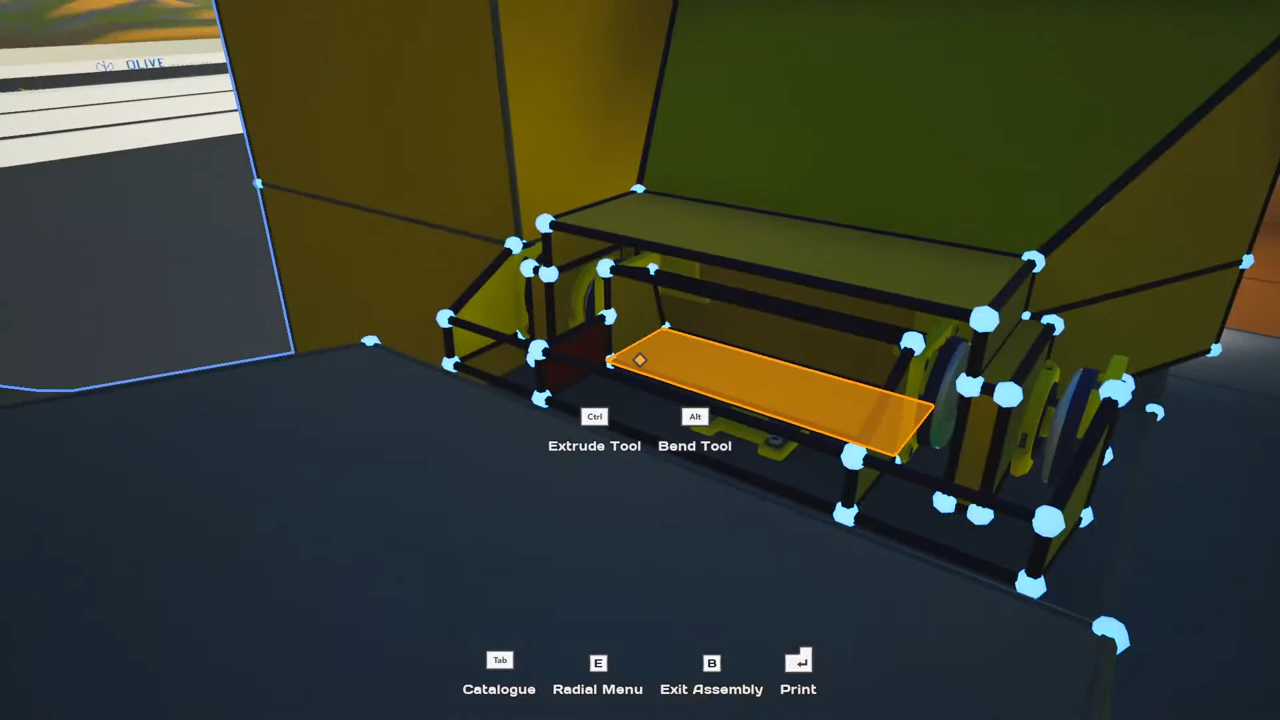 OLIVE
Ctrl Alt
Extrude Tool Bend Tool
Tab E B
Catalogue Radial Menu Exit Assembly Print